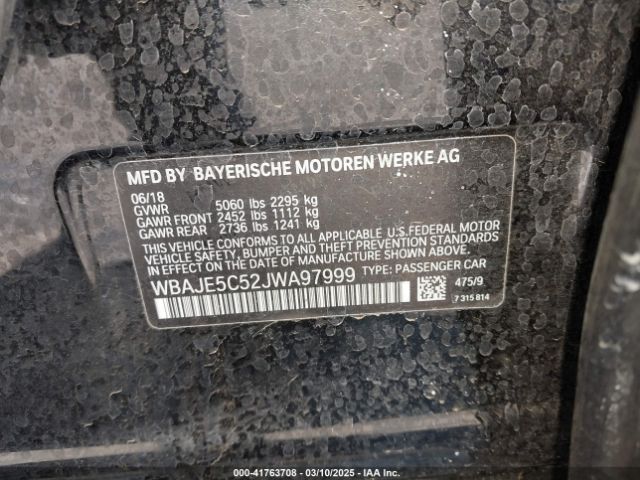 MFD BY BAYERISCHE MOTOREN WERKE AG
06/18
GVWR 5060 lbs 2295 kg
GAWR FRONT 2452 lbs 1112 kg
GAWR REAR 2736 lbs 1241 kg
THIS VEHICLE CONFORMS TO ALL APPLICABLE U.S.FEDERAL MOTOR
VEHICLE SAFETY, BUMPER, AND THEFT PREVENTION STANDARDS
IN EFFECT ON THE DATE OF MANUFACTURE SHOWN ABOVE.
WBAJE5C52JWA97999 TYPE: PASSENGER CAR
475/9
7 315 814
000-41763708 - 03/10/2025 - IAA Inc.